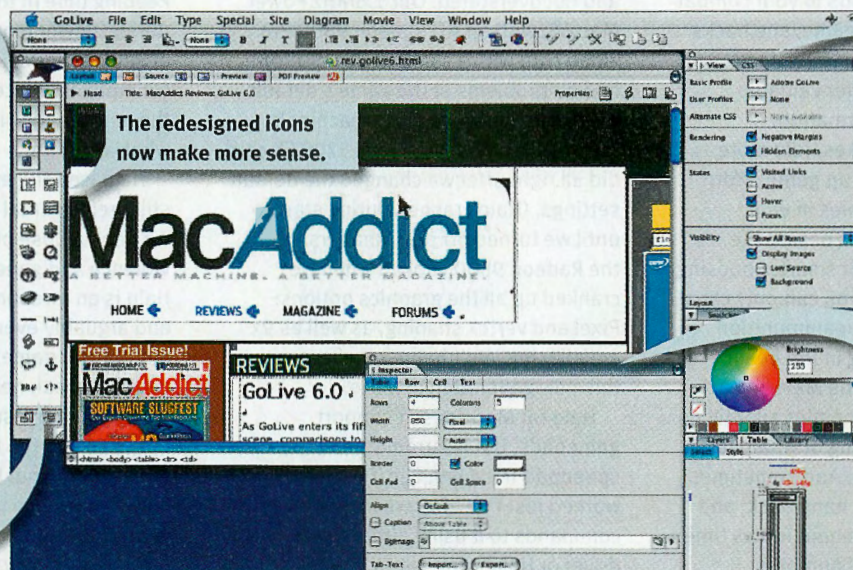 GoLive File Edit Type Special Site Diagram Movie View Window Help
None
None
B I T
rev.golive6.html
Layout Source Preview PDF Preview
Head Title: MacAddict Reviews: GoLive 6.0 Properties:
The redesigned icons
now make more sense.
MacAddict
A BETTER MACHINE. A BETTER MAGAZINE.
HOME REVIEWS MAGAZINE FORUMS
Free Trial Issue!
MacAddict
SOFTWARE SLUGFEST
REVIEWS
GoLive 6.0
As GoLive enters its fif
scene, comparisons to
<html> <body> <table> <tr> <td>
View CSS
Basic Profile Adobe GoLive
User Profiles None
Alternate CSS None Available
Rendering Negative Margins
Hidden Elements
States Visited Links
Active
Hover
Focus
Visibility Show All Items
Display Images
Low Source
Background
Layout
Swatches
Brightness
255
Layers Table Library
Select Style
Inspector
Table Row Cell Text
Rows 4 Columns 5
Width 850 Pixel
Height Auto
Border 0 Color
Cell Pad 0 Cell Space 0
Align Default
Caption Above Table
BgImage
Tab-Text Import... Export...